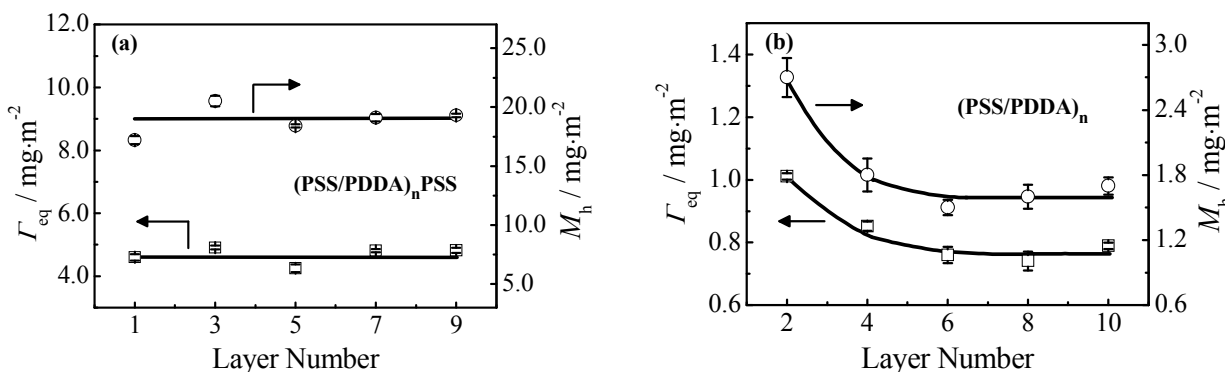 (a)
12.0
10.0
8.0
6.0
4.0
Γeq / mg·m-2
25.0
20.0
15.0
10.0
5.0
Mh / mg·m-2
(PSS/PDDA)nPSS
1 3 5 7 9
Layer Number
(b)
1.4
1.2
1.0
0.8
0.6
Γeq / mg·m-2
3.0
2.4
1.8
1.2
0.6
Mh / mg·m-2
(PSS/PDDA)n
2 4 6 8 10
Layer Number